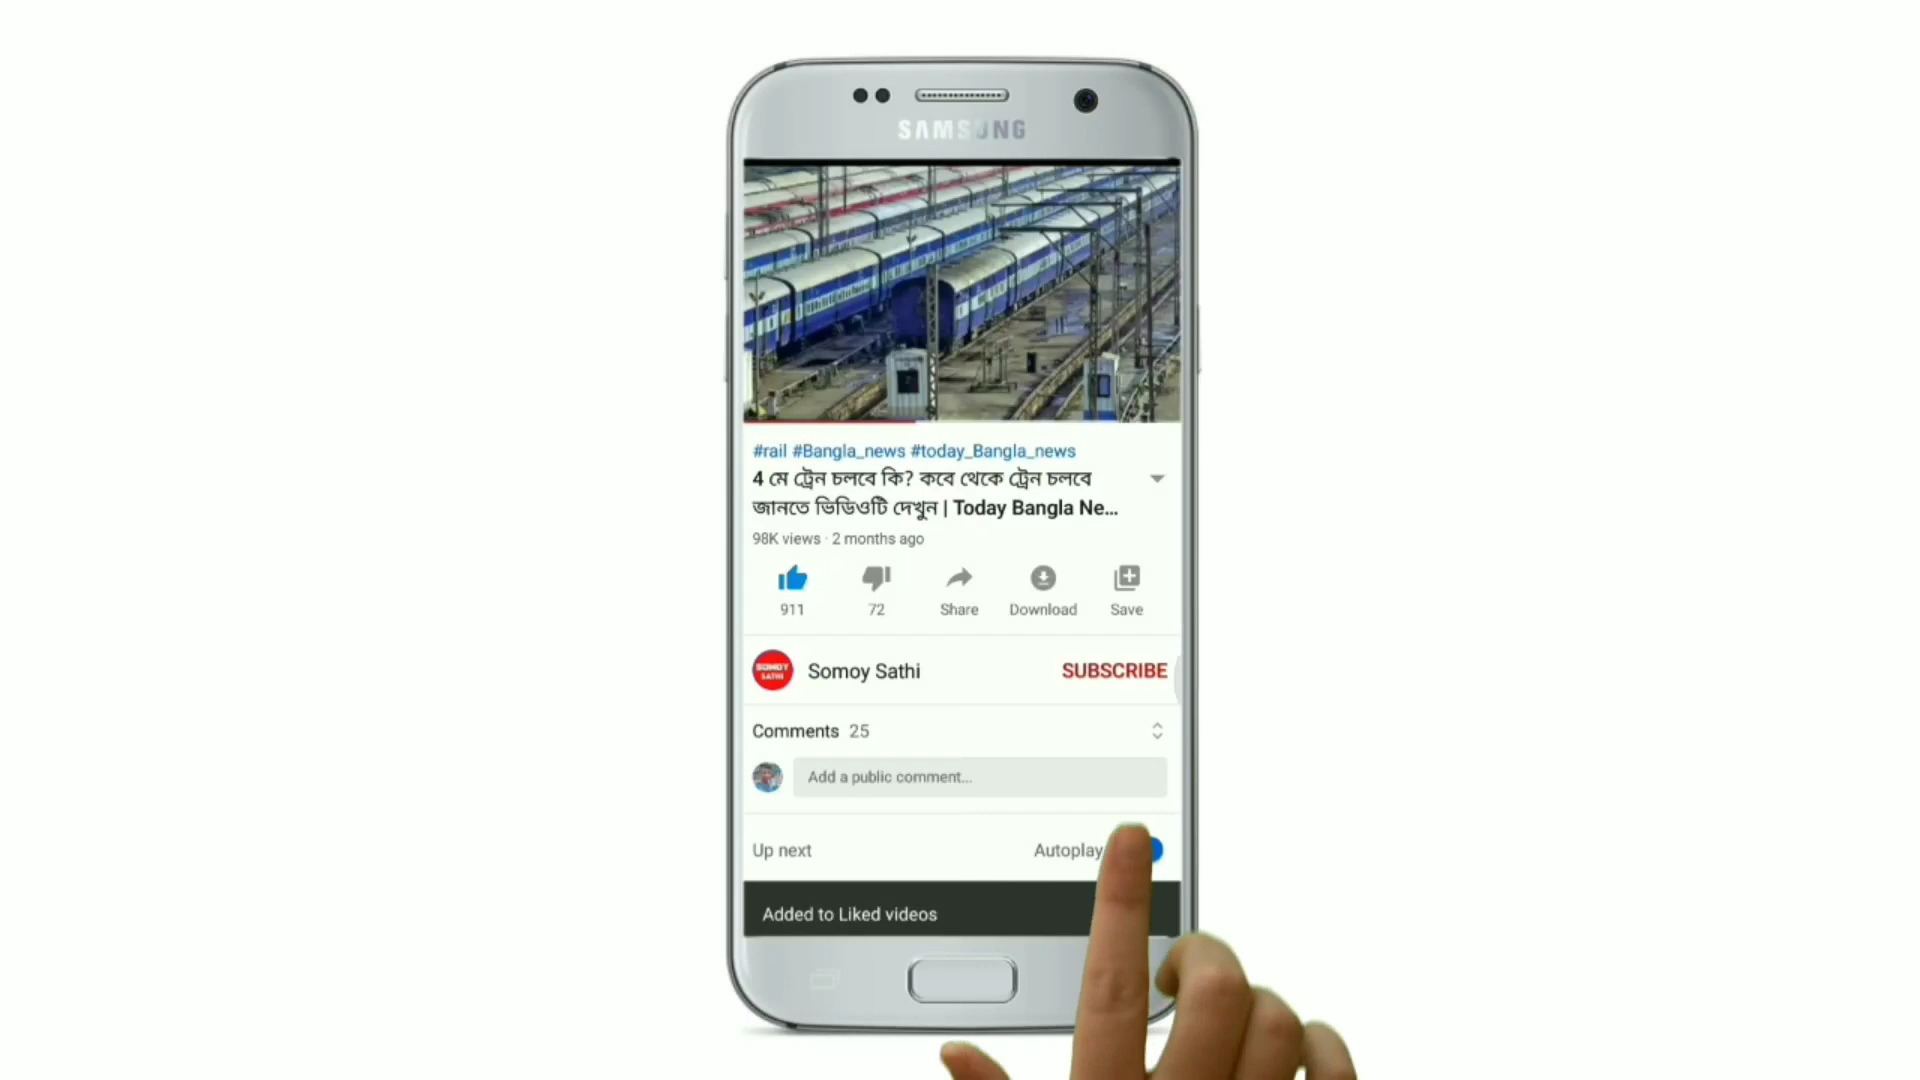 SAMSUNG
#rail #Bangla_news #today_Bangla_news
4 মে ট্রেন চলবে কি? কবে থেকে ট্রেন চলবে
জানতে ভিডিওটি দেখুন | Today Bangla Ne...
98K views · 2 months ago
911 72 Share Download Save
SOMOY
SATHI
Somoy Sathi SUBSCRIBE
Comments 25
Add a public comment...
Up next Autoplay
Added to Liked videos